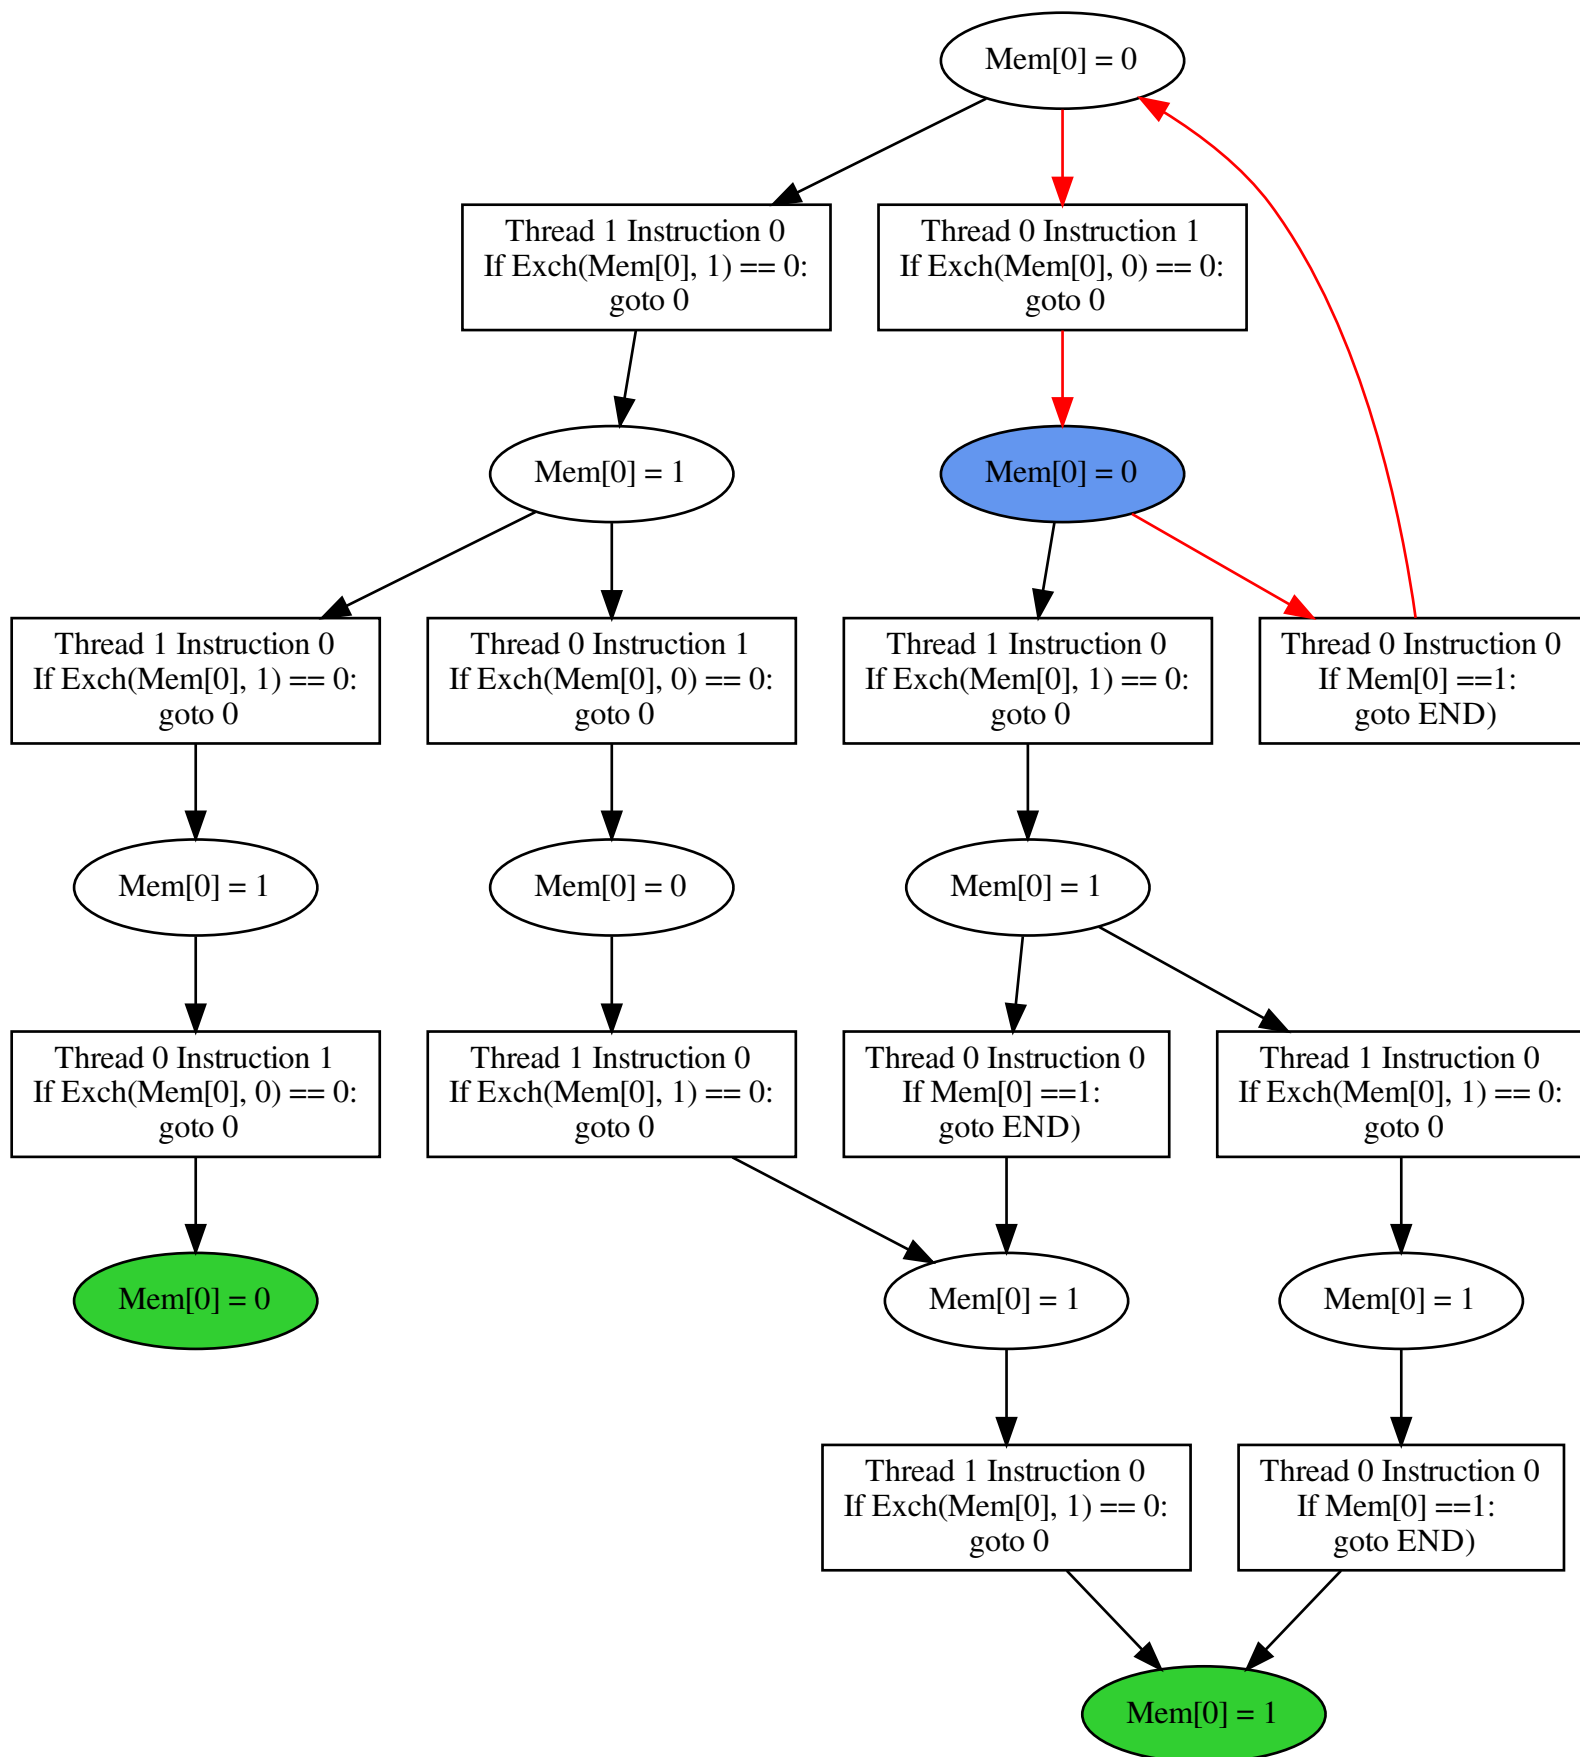 Mem[0] = 0
Thread 1 Instruction 0
If Exch(Mem[0], 1) == 0:
goto 0
Thread 0 Instruction 1
If Exch(Mem[0], 0) == 0:
goto 0
Mem[0] = 1
Mem[0] = 0
Thread 1 Instruction 0
If Exch(Mem[0], 1) == 0:
goto 0
Thread 0 Instruction 1
If Exch(Mem[0], 0) == 0:
goto 0
Thread 1 Instruction 0
If Exch(Mem[0], 1) == 0:
goto 0
Thread 0 Instruction 0
If Mem[0] ==1:
goto END)
Mem[0] = 1
Mem[0] = 0
Mem[0] = 1
Thread 0 Instruction 1
If Exch(Mem[0], 0) == 0:
goto 0
Thread 1 Instruction 0
If Exch(Mem[0], 1) == 0:
goto 0
Thread 0 Instruction 0
If Mem[0] ==1:
goto END)
Thread 1 Instruction 0
If Exch(Mem[0], 1) == 0:
goto 0
Mem[0] = 0
Mem[0] = 1
Mem[0] = 1
Thread 1 Instruction 0
If Exch(Mem[0], 1) == 0:
goto 0
Thread 0 Instruction 0
If Mem[0] ==1:
goto END)
Mem[0] = 1